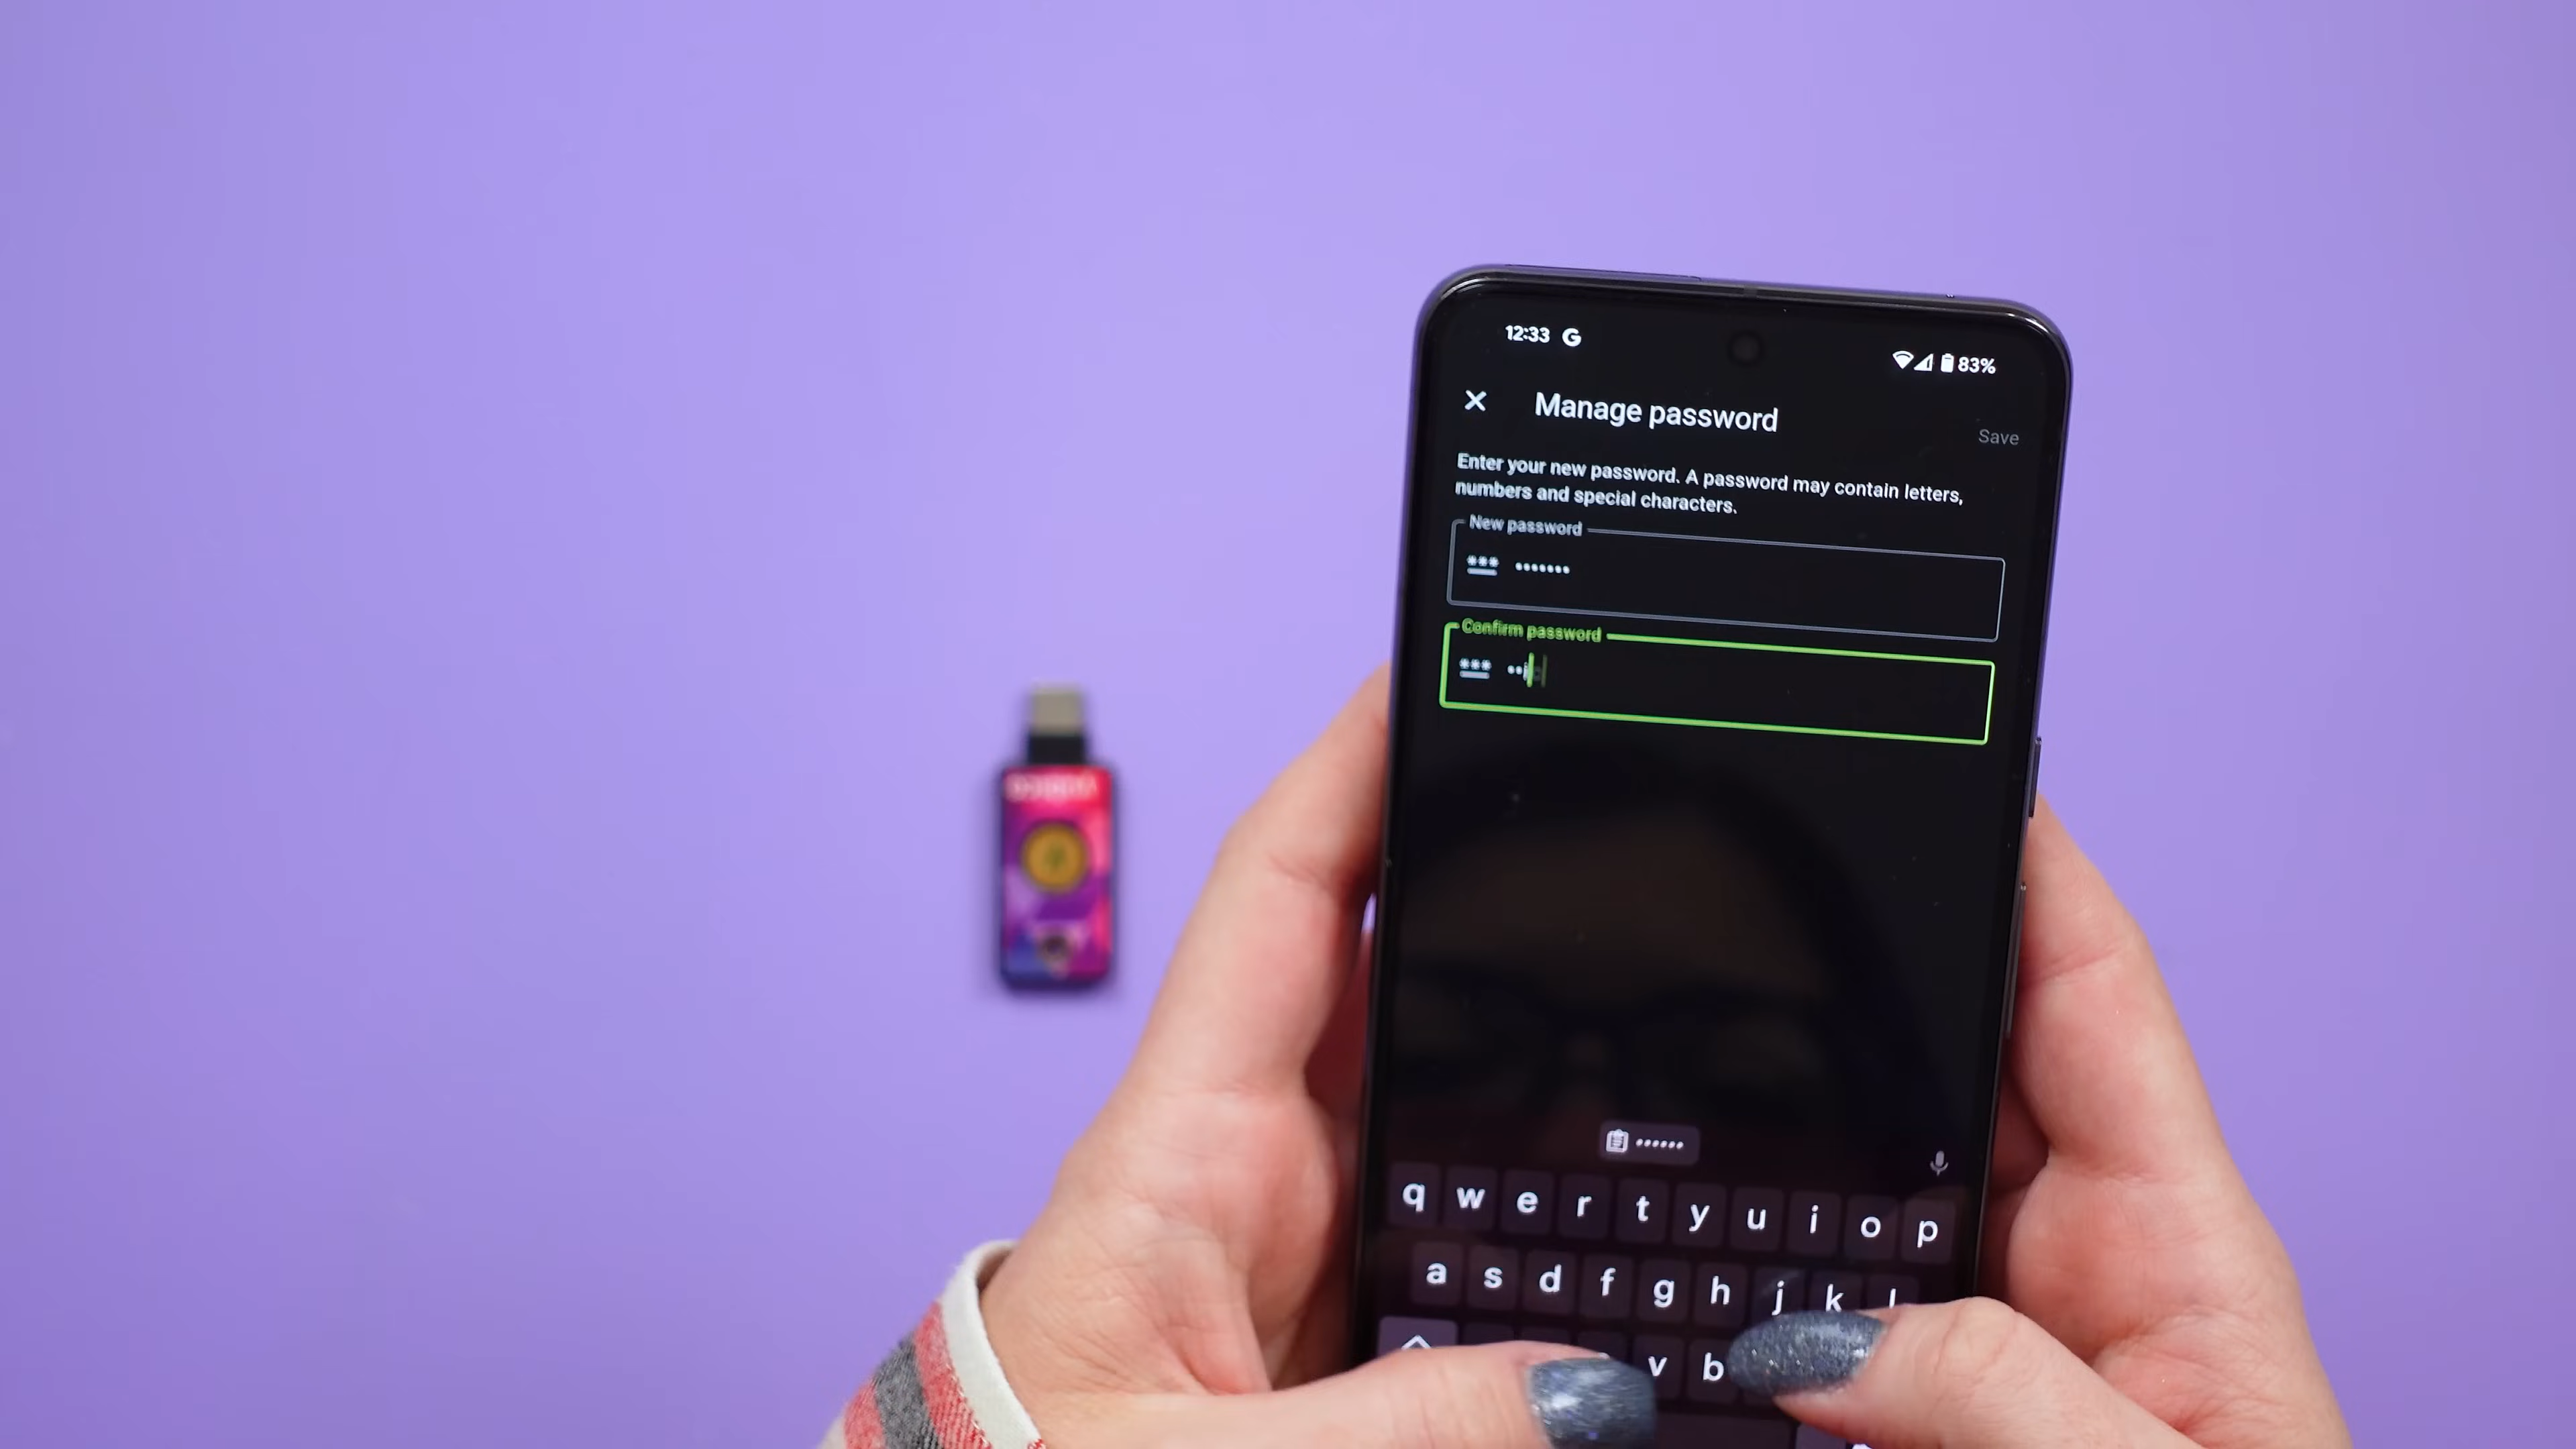 12:33 G
83%
Manage password
Save
Enter your new password. A password may contain letters,
numbers and special characters.
New password
*** •••••••
Confirm password
*** ••
••••••
q w e r t y u i o p
a s d f g h j k l
v b